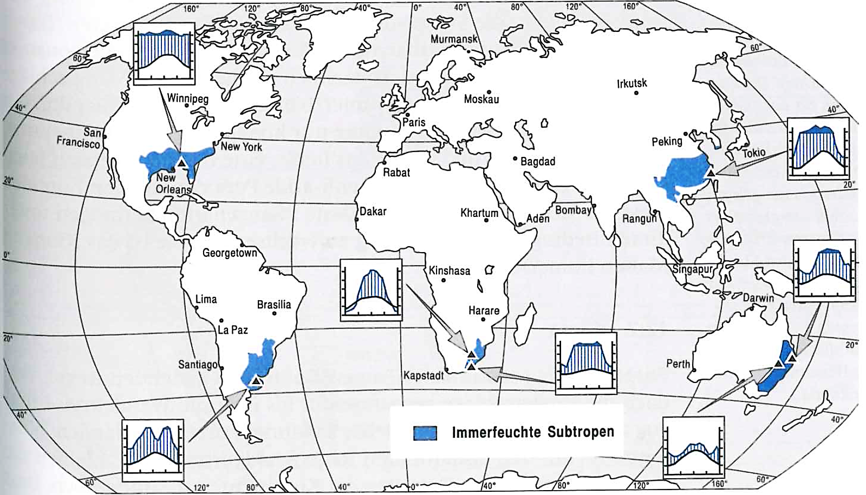 160° 120° 80° 40° 0° 40° 80° 120° 160°
Murmansk
60° 60°
Winnipeg
Moskau
Irkutsk
40° 40°
San
Francisco
New York
Paris
Peking
Tokio
Bagdad
New
Orleans
Rabat
20° 20°
Dakar
Khartum
Aden
Bombay
Rangun
0°
Georgetown
Kinshasa
Singapur
Lima
Brasilia
Harare
Darwin
La Paz
20° 20°
Santiago
Kapstadt
Perth
40° 40°
Immerfeuchte Subtropen
60° 120° 80° 40° 0° 40° 80° 120° 160° 60°